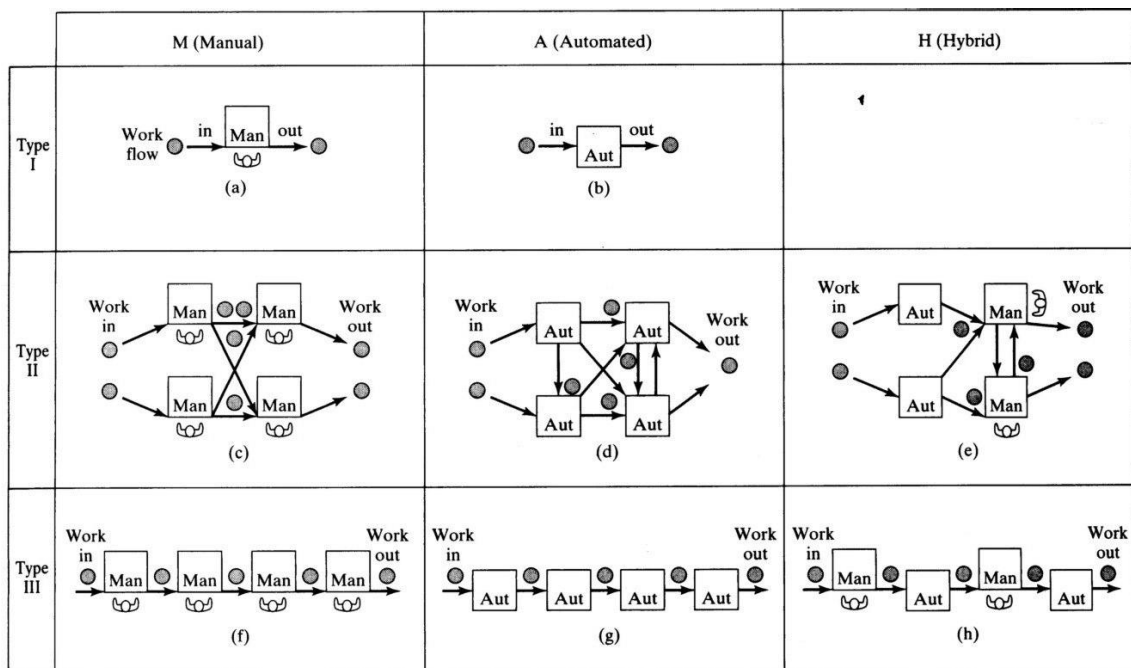 M (Manual)
A (Automated)
H (Hybrid)
Type
I
Work
flow
in
Man
out
(a)
in
Aut
out
(b)
Type
II
Work
in
Man
Man
Work
out
Man
Man
(c)
Work
in
Aut
Aut
Work
out
Aut
Aut
(d)
Work
in
Aut
Man
Work
out
Aut
Man
(e)
Type
III
Work
in
Man
Man
Man
Man
Work
out
(f)
Work
in
Aut
Aut
Aut
Aut
Work
out
(g)
Work
in
Man
Aut
Man
Aut
Work
out
(h)